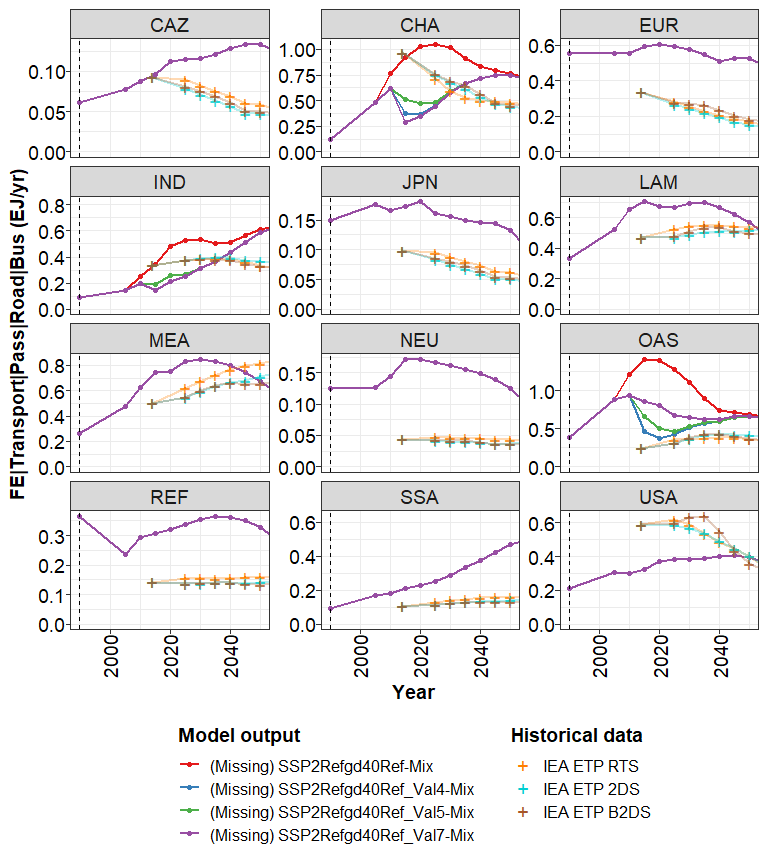 CAZ
CHA
EUR
0.10
0.05
0.00
1.00
0.75
0.50
0.25
0.00
0.6
0.4
0.2
0.0
IND
JPN
LAM
0.8
0.6
0.4
0.2
0.0
0.15
0.10
0.05
0.00
0.6
0.4
0.2
0.0
FE|Transport|Pass|Road|Bus (EJ/yr)
MEA
NEU
OAS
0.8
0.6
0.4
0.2
0.0
0.15
0.10
0.05
0.00
1.0
0.5
0.0
REF
SSA
USA
0.3
0.2
0.1
0.0
0.6
0.4
0.2
0.0
0.6
0.4
0.2
0.0
2000
2020
2040
2000
2020
2040
2000
2020
2040
Year
Model output
(Missing) SSP2Refgd40Ref-Mix
(Missing) SSP2Refgd40Ref_Val4-Mix
(Missing) SSP2Refgd40Ref_Val5-Mix
(Missing) SSP2Refgd40Ref_Val7-Mix
Historical data
IEA ETP RTS
IEA ETP 2DS
IEA ETP B2DS